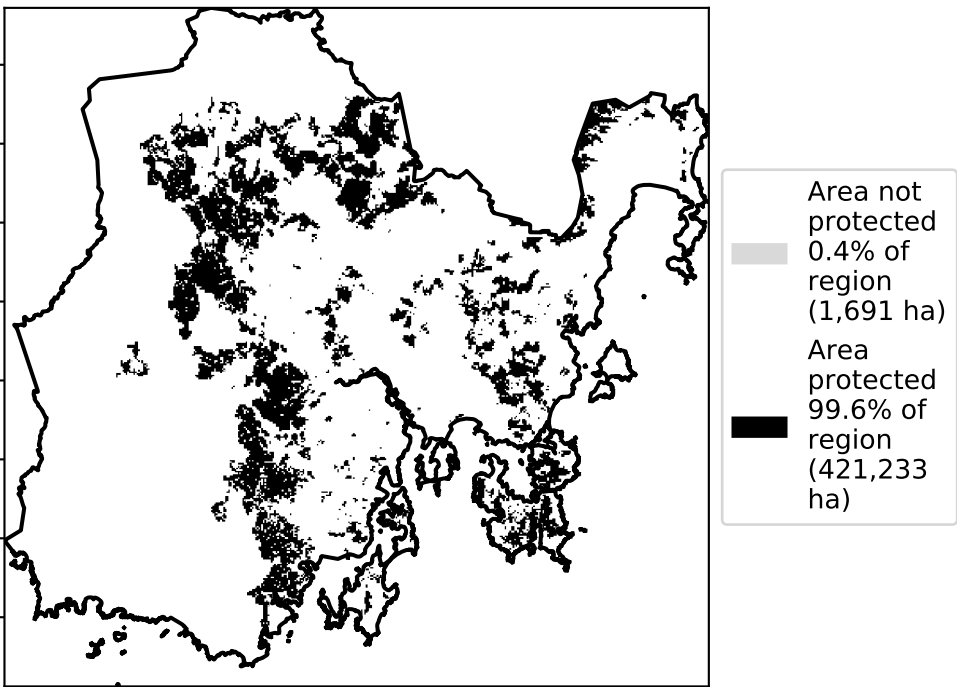 Area not
protected
0.4% of
region
(1,691 ha)
Area
protected
99.6% of
region
(421,233
ha)